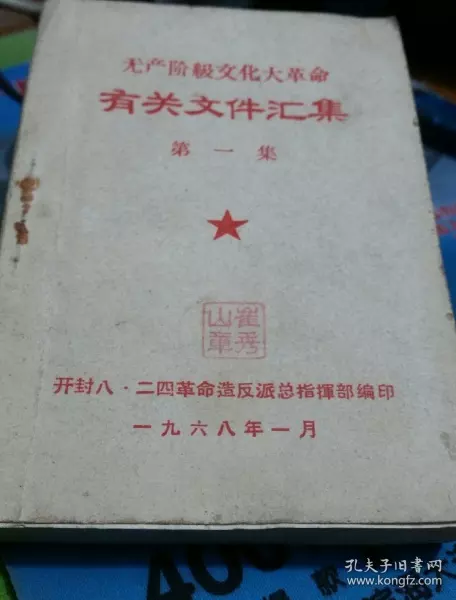 无产阶级文化大革命
有关文件汇集
第一集
崔秀
山章
开封八·二四革命造反派总指挥部编印
一九六八年一月
400
孔夫子旧书网
kongfz.com